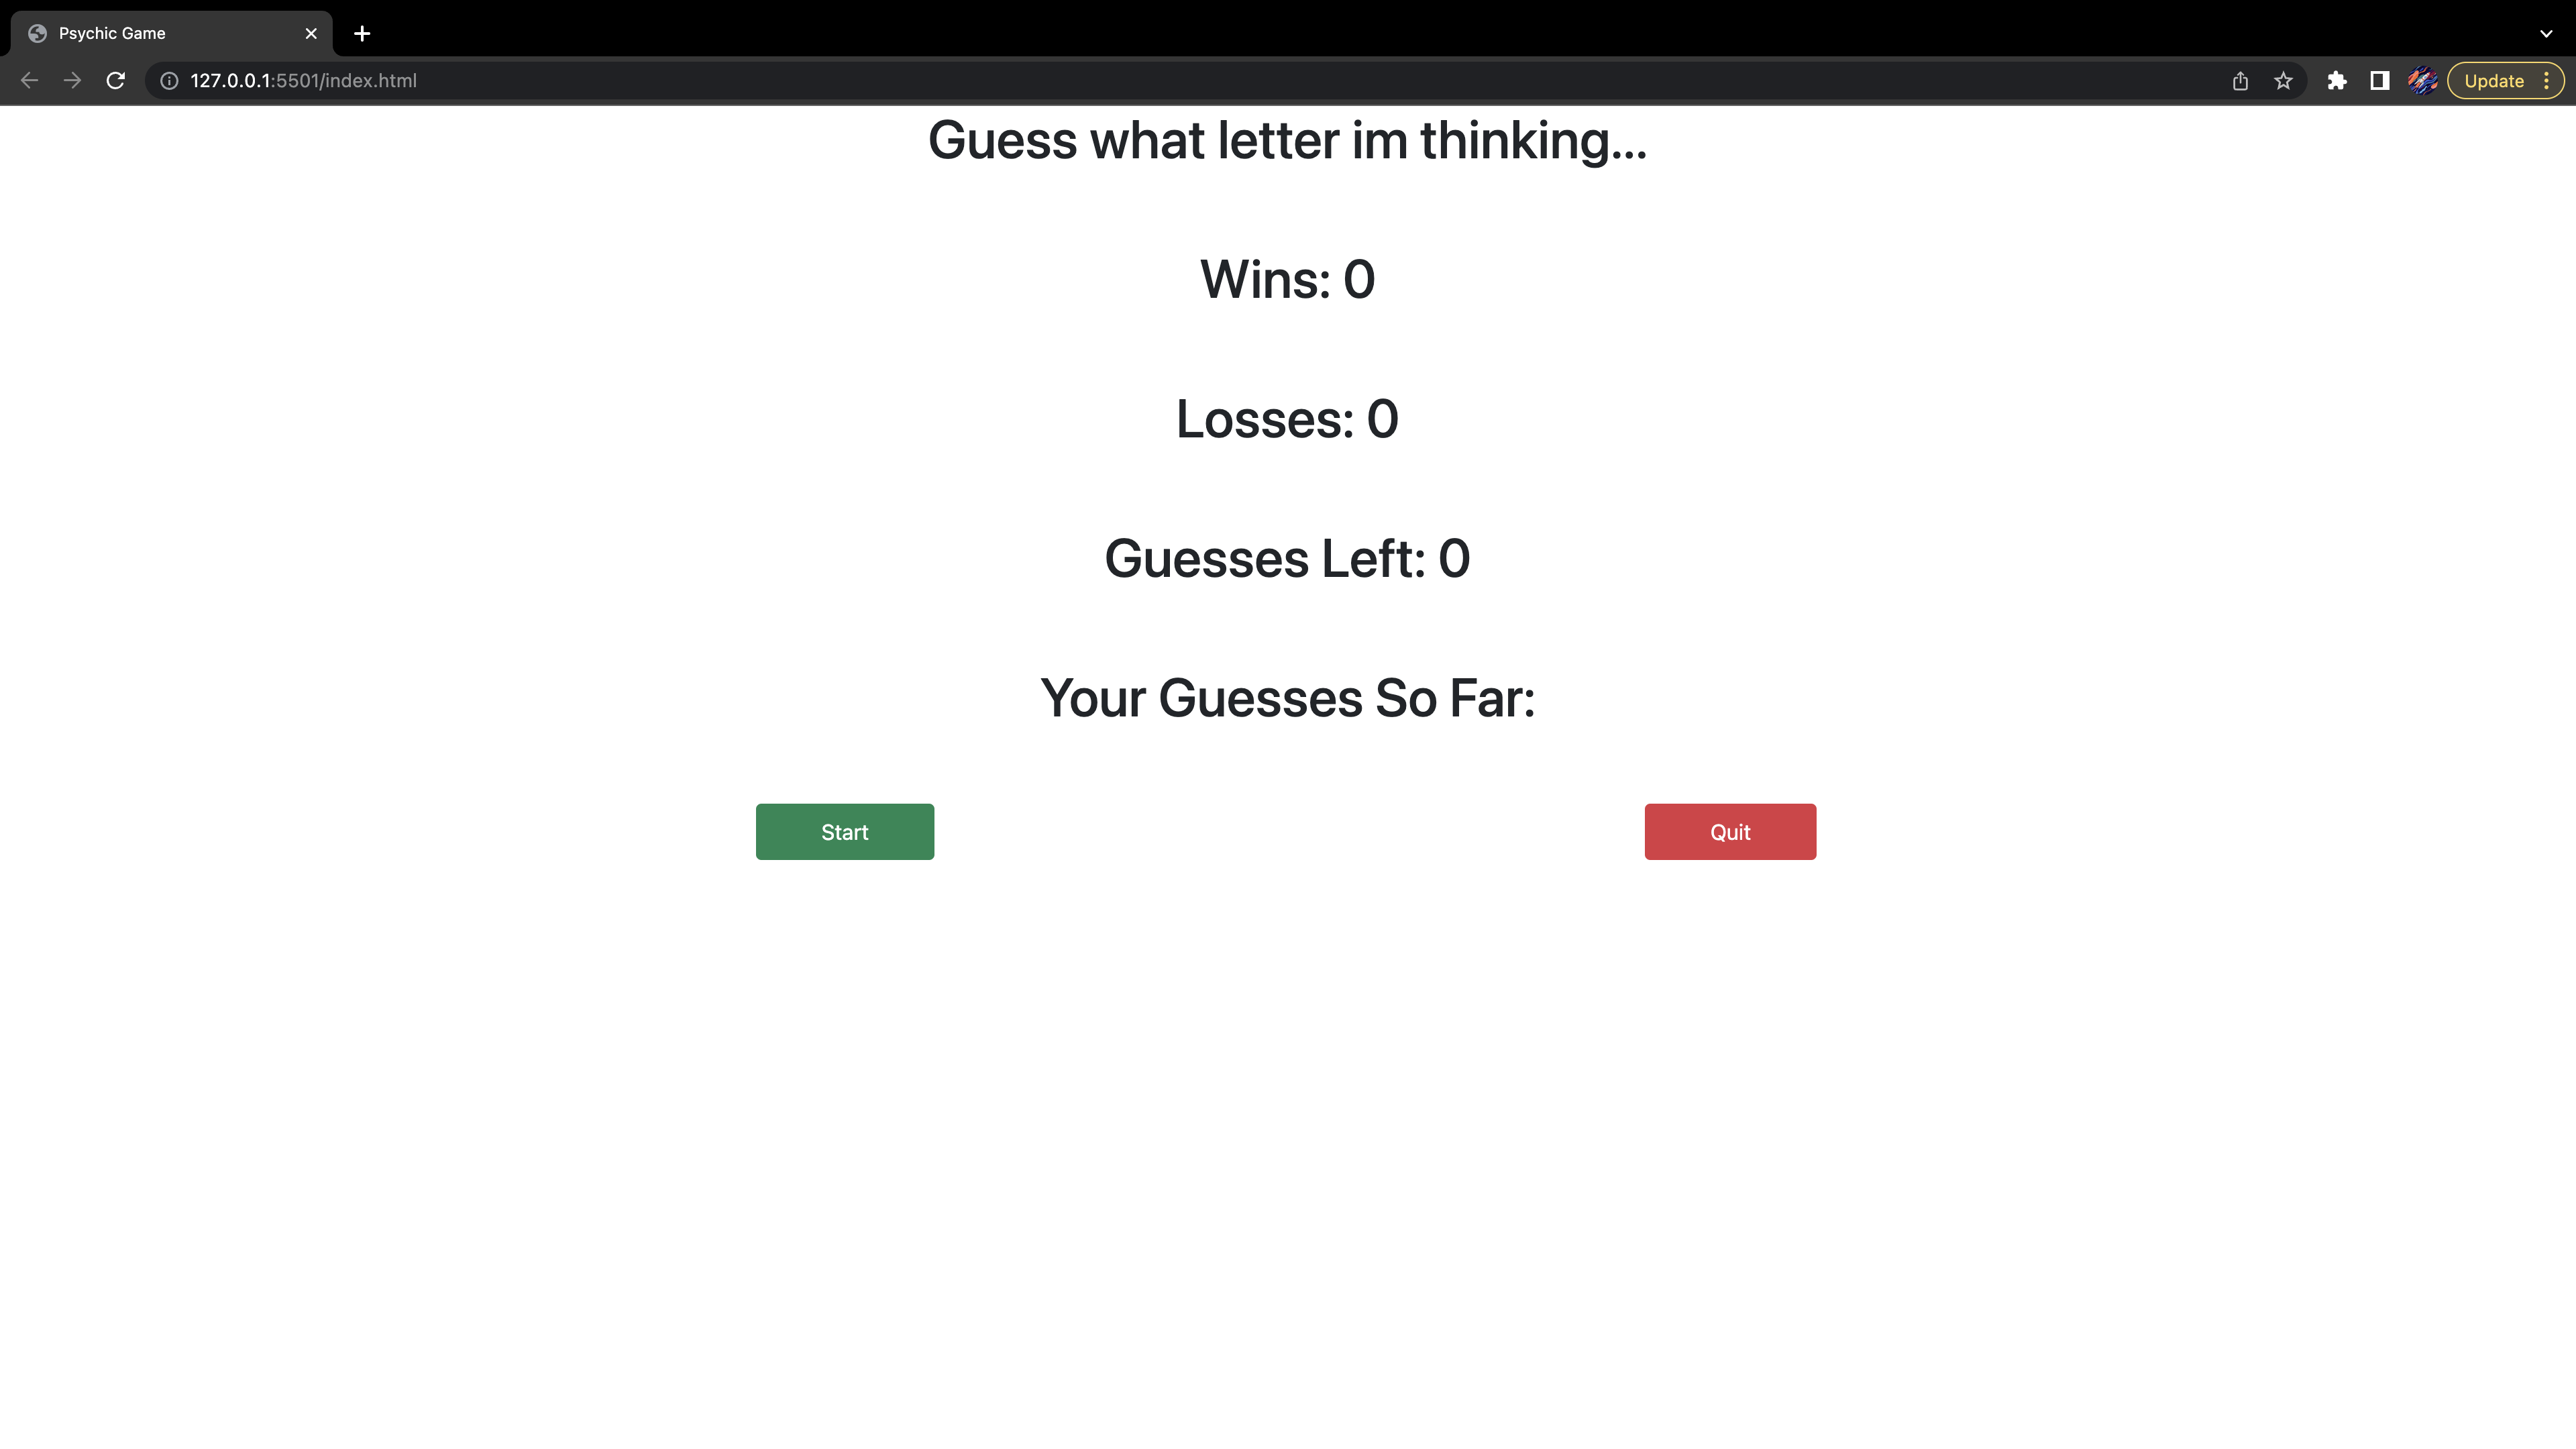 Psychic Game
127.0.0.1:5501/index.html
Update
Guess what letter im thinking...
Wins: 0
Losses: 0
Guesses Left: 0
Your Guesses So Far:
Start
Quit